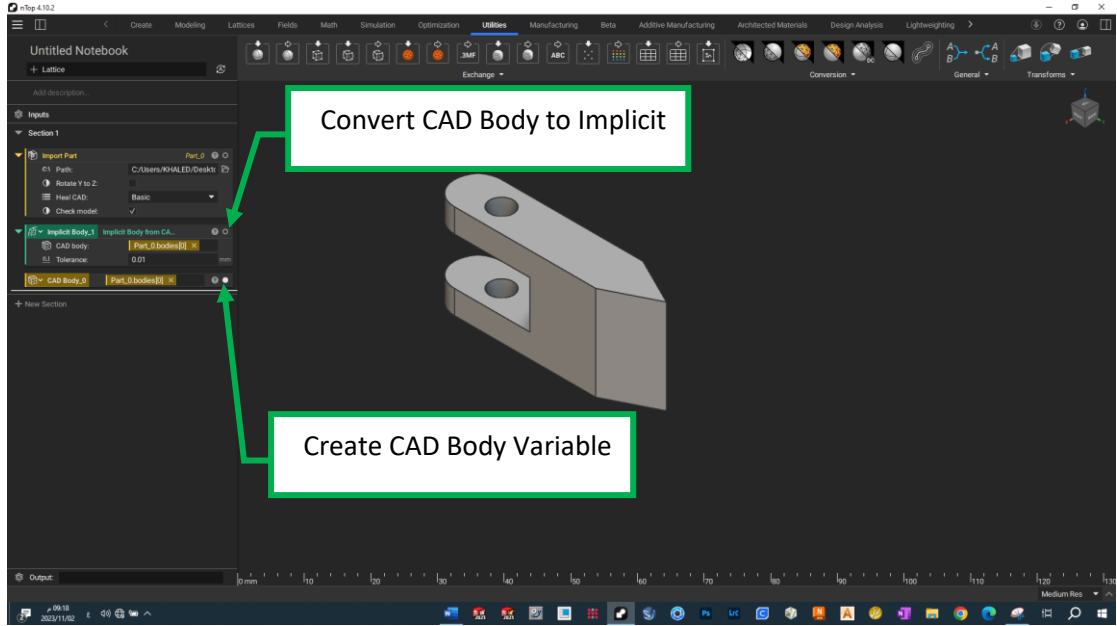 nTop 4.10.2
Create Modeling Lattices Fields Math Simulation Optimization Utilities Manufacturing Beta Additive Manufacturing Architected Materials Design Analysis Lightweighting
Untitled Notebook
+ Lattice
.3MF ABC
A B A B
Exchange Conversion General Transforms
Add description...
Inputs
Section 1
Import Part Part_0
Path: C:/Users/KHALED/Deskto
Rotate Y to Z:
Heal CAD: Basic
Check model:
Implicit Body_1 Implicit Body from CA...
CAD body: Part_0.bodies[0] ×
Tolerance: 0.01 mm
CAD Body_0 Part_0.bodies[0] ×
+ New Section
Convert CAD Body to Implicit
Create CAD Body Variable
Output:
0 mm 10 20 30 40 50 60 70 80 90 100 110 120 130
Medium Res
09:18 م
2023/11/02
ع
Ps LrC